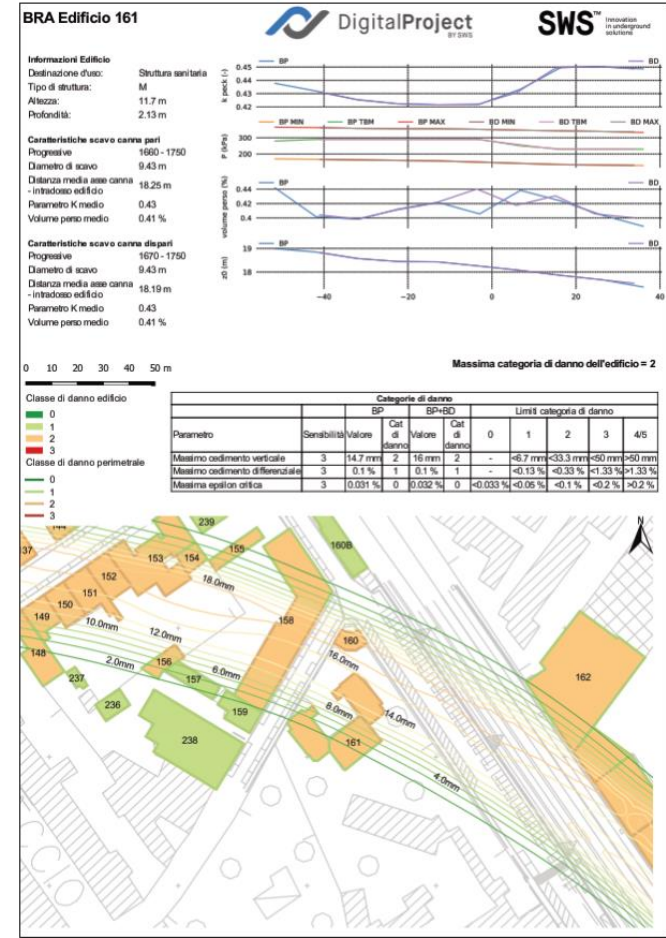 BRA Edificio 161
DigitalProject
BY SWS
SWS™ Innovation in underground solutions
Informazioni Edificio
Destinazione d'uso: Struttura sanitaria
Tipo di struttura: M
Altezza: 11.7 m
Profondità: 2.13 m
Caratteristiche scavo canna pari
Progressive 1660 - 1750
Diametro di scavo 9.43 m
Distanza media asse canna - intradosso edificio 18.25 m
Parametro K medio 0.43
Volume perso medio 0.41 %
Caratteristiche scavo canna dispari
Progressive 1670 - 1750
Diametro di scavo 9.43 m
Distanza media asse canna - intradosso edificio 18.19 m
Parametro K medio 0.43
Volume perso medio 0.41 %
BP BD
k peck (-)
0.45
0.44
0.43
0.42
BP MIN BP TBM BP MAX BD MIN BD TBM BD MAX
P (kPa)
300
200
BP BD
volume perso (%)
0.44
0.42
0.4
BP BD
z0 (m)
19
18
−40 −20 0 20 40
0 10 20 30 40 50 m
Massima categoria di danno dell'edificio = 2
Classe di danno edificio
0
1
2
3
Classe di danno perimetrale
0
1
2
3
Categorie di danno
BP BP+BD Limiti categoria di danno
Parametro Sensibilità Valore Cat di danno Valore Cat di danno 0 1 2 3 4/5
Massimo cedimento verticale 3 14.7 mm 2 16 mm 2 - <6.7 mm <33.3 mm <50 mm >50 mm
Massimo cedimento differenziale 3 0.1 % 1 0.1 % 1 - <0.13 % <0.33 % <1.33 % >1.33 %
Massima epsilon critica 3 0.031 % 0 0.032 % 0 <0.033 % <0.05 % <0.1 % <0.2 % >0.2 %
N
144
239
160B
37
153
154
155
152
18.0mm
151
150
158
149
10.0mm
12.0mm
160
148
2.0mm
156
6.0mm
16.0mm
162
237
157
236
159
8.0mm
14.0mm
238
161
4.0mm
CCO